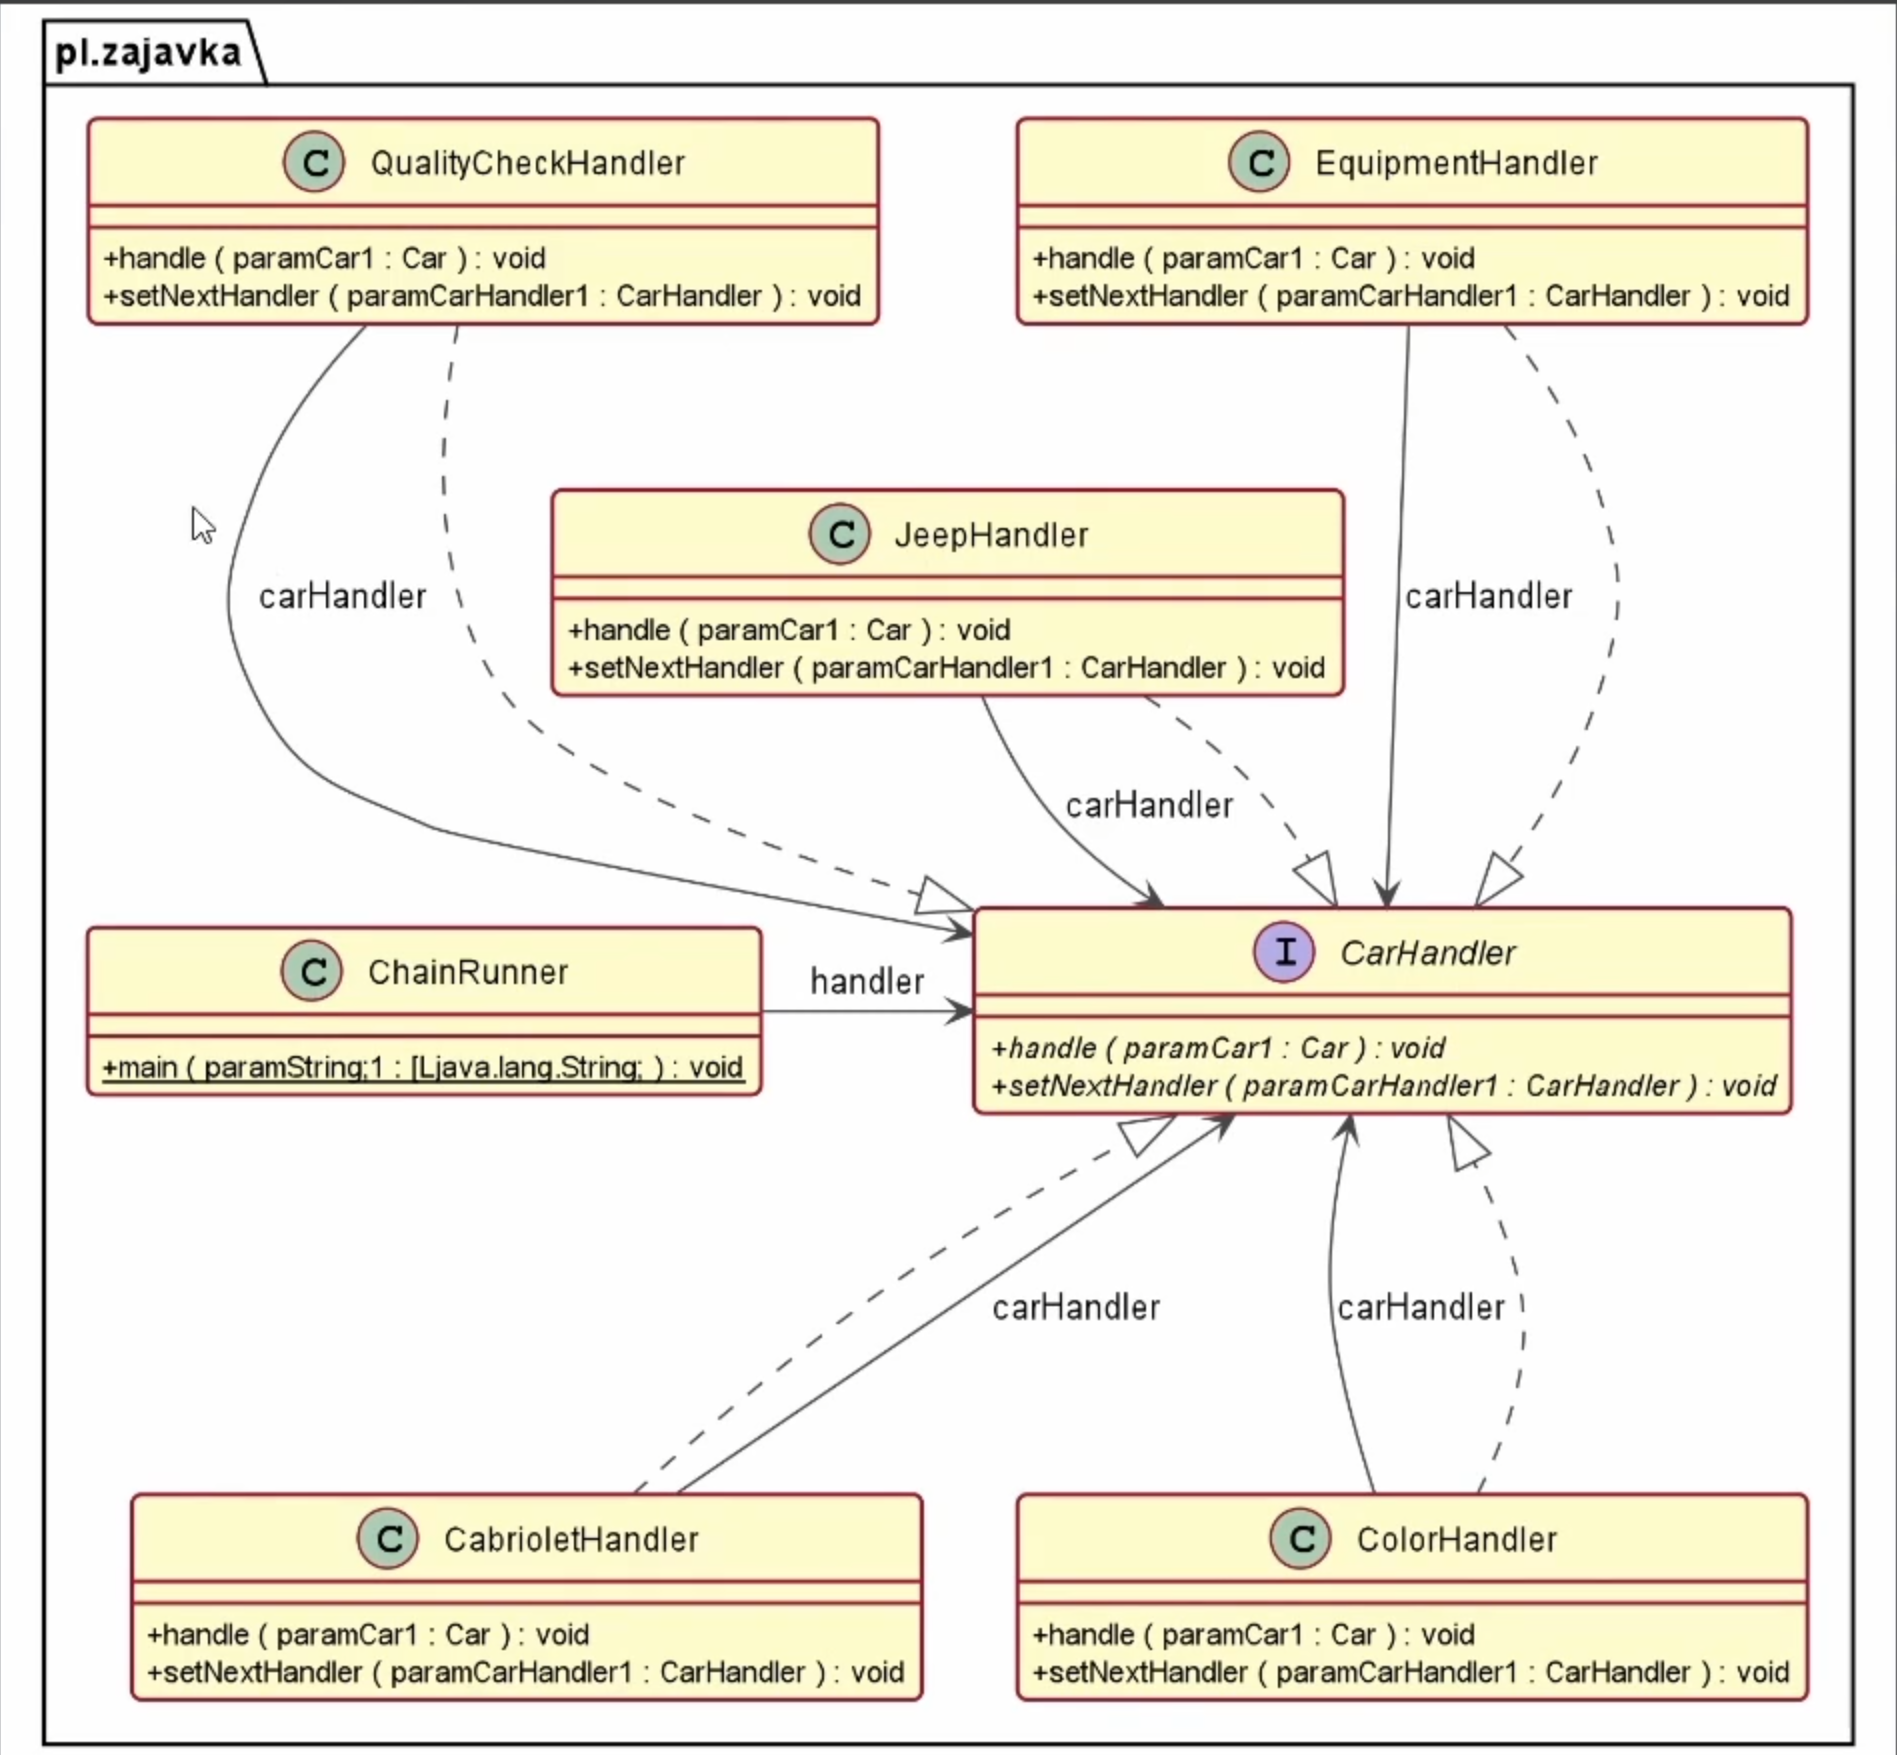 pl.zajavka
C QualityCheckHandler
+handle ( paramCar1 : Car ) : void
+setNextHandler ( paramCarHandler1 : CarHandler ) : void
C EquipmentHandler
+handle ( paramCar1 : Car ) : void
+setNextHandler ( paramCarHandler1 : CarHandler ) : void
C JeepHandler
+handle ( paramCar1 : Car ) : void
+setNextHandler ( paramCarHandler1 : CarHandler ) : void
carHandler
carHandler
carHandler
C ChainRunner
+main ( paramString;1 : [Ljava.lang.String; ) : void
handler
I CarHandler
+handle ( paramCar1 : Car ) : void
+setNextHandler ( paramCarHandler1 : CarHandler ) : void
carHandler
carHandler
C CabrioletHandler
+handle ( paramCar1 : Car ) : void
+setNextHandler ( paramCarHandler1 : CarHandler ) : void
C ColorHandler
+handle ( paramCar1 : Car ) : void
+setNextHandler ( paramCarHandler1 : CarHandler ) : void